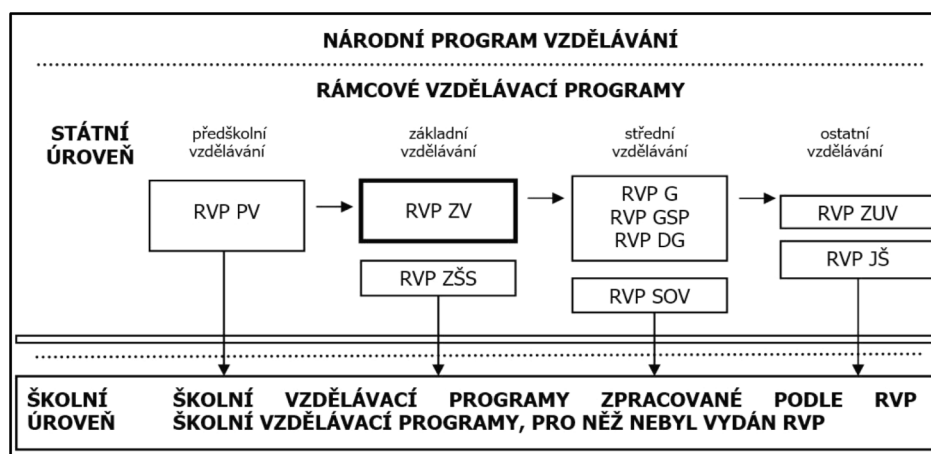 NÁRODNÍ PROGRAM VZDĚLÁVÁNÍ
RÁMCOVÉ VZDĚLÁVACÍ PROGRAMY
STÁTNÍ
ÚROVEŇ
předškolní
vzdělávání
základní
vzdělávání
střední
vzdělávání
ostatní
vzdělávání
RVP PV
RVP ZV
RVP G
RVP GSP
RVP DG
RVP ZUV
RVP JŠ
RVP ZŠS
RVP SOV
ŠKOLNÍ
ÚROVEŇ
ŠKOLNÍ VZDĚLÁVACÍ PROGRAMY ZPRACOVANÉ PODLE RVP
ŠKOLNÍ VZDĚLÁVACÍ PROGRAMY, PRO NĚŽ NEBYL VYDÁN RVP